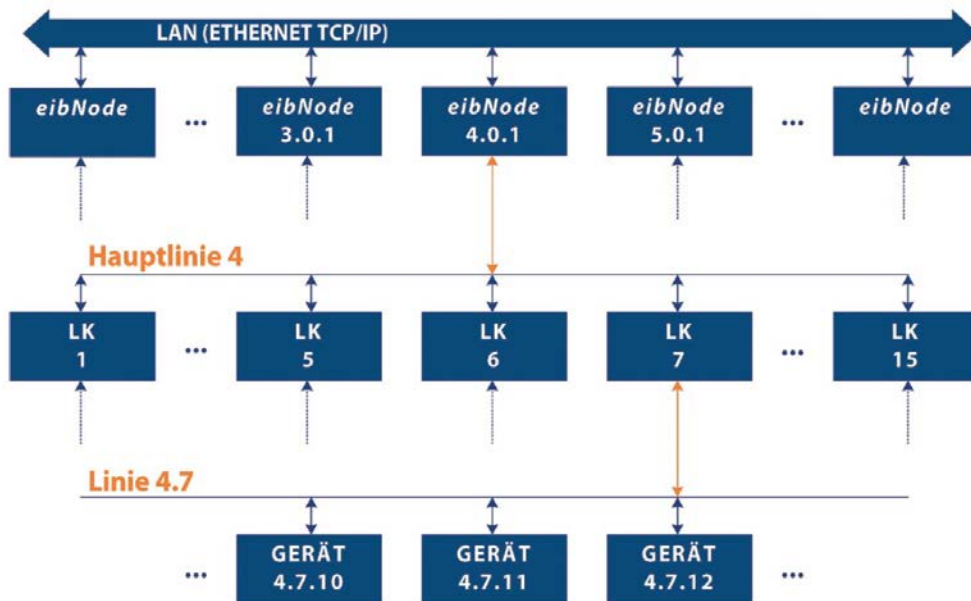 LAN (ETHERNET TCP/IP)
eibNode
...
eibNode
3.0.1
eibNode
4.0.1
eibNode
5.0.1
...
eibNode
Hauptlinie 4
LK
1
...
LK
5
LK
6
LK
7
...
LK
15
Linie 4.7
...
GERÄT
4.7.10
GERÄT
4.7.11
GERÄT
4.7.12
...